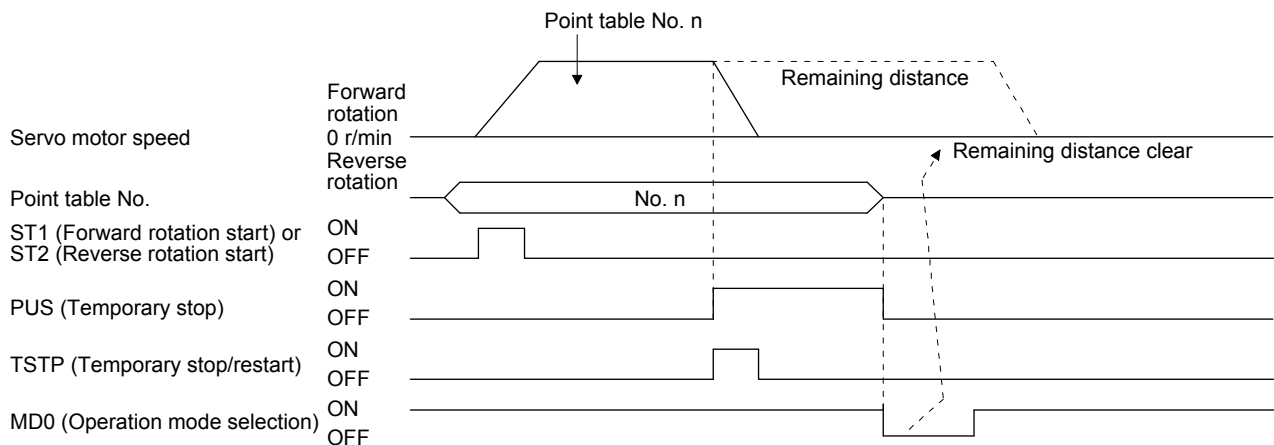 Point table No. n
Remaining distance
Forward
rotation
Servo motor speed
0 r/min
Reverse
rotation
Remaining distance clear
Point table No.
No. n
ST1 (Forward rotation start) or
ST2 (Reverse rotation start)
ON
OFF
PUS (Temporary stop)
ON
OFF
TSTP (Temporary stop/restart)
ON
OFF
MD0 (Operation mode selection)
ON
OFF